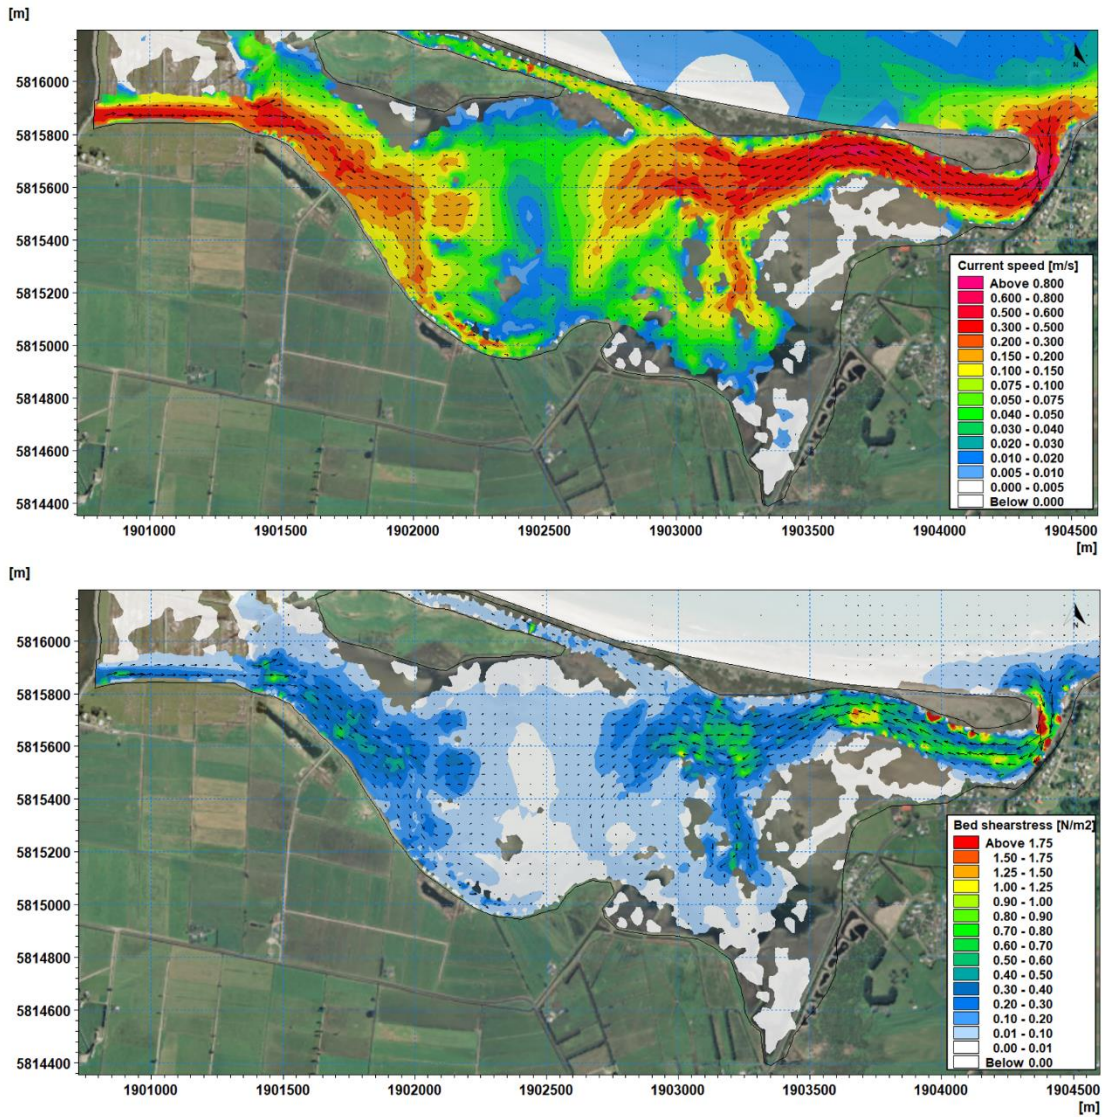 [m]
N
5816000
5815800
5815600
5815400
5815200
5815000
5814800
5814600
5814400
Current speed [m/s]
Above 0.800
0.600 - 0.800
0.500 - 0.600
0.300 - 0.500
0.200 - 0.300
0.150 - 0.200
0.100 - 0.150
0.075 - 0.100
0.050 - 0.075
0.040 - 0.050
0.030 - 0.040
0.020 - 0.030
0.010 - 0.020
0.005 - 0.010
0.000 - 0.005
Below 0.000
1901000 1901500 1902000 1902500 1903000 1903500 1904000 1904500
[m]
[m]
N
5816000
5815800
5815600
5815400
5815200
5815000
5814800
5814600
5814400
Bed shearstress [N/m2]
Above 1.75
1.50 - 1.75
1.25 - 1.50
1.00 - 1.25
0.90 - 1.00
0.80 - 0.90
0.70 - 0.80
0.60 - 0.70
0.50 - 0.60
0.40 - 0.50
0.30 - 0.40
0.20 - 0.30
0.10 - 0.20
0.01 - 0.10
0.00 - 0.01
Below 0.00
1901000 1901500 1902000 1902500 1903000 1903500 1904000 1904500
[m]